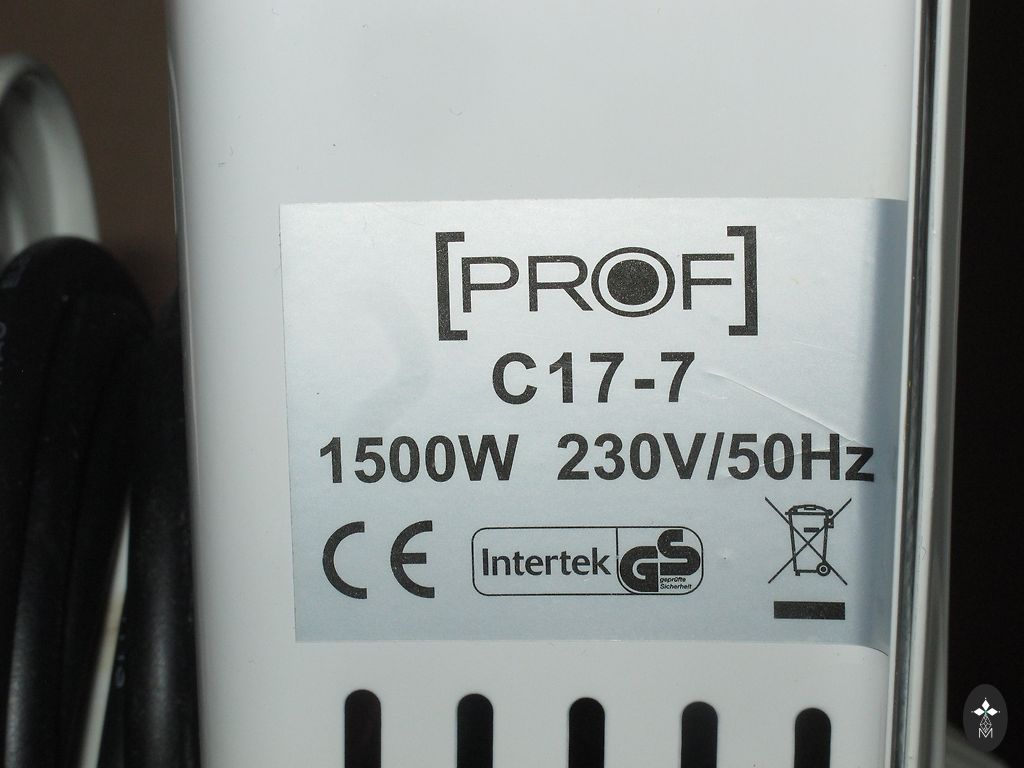 [PROF]
C17-7
1500W 230V/50Hz
CE Intertek GS
geprüfte
Sicherheit
M